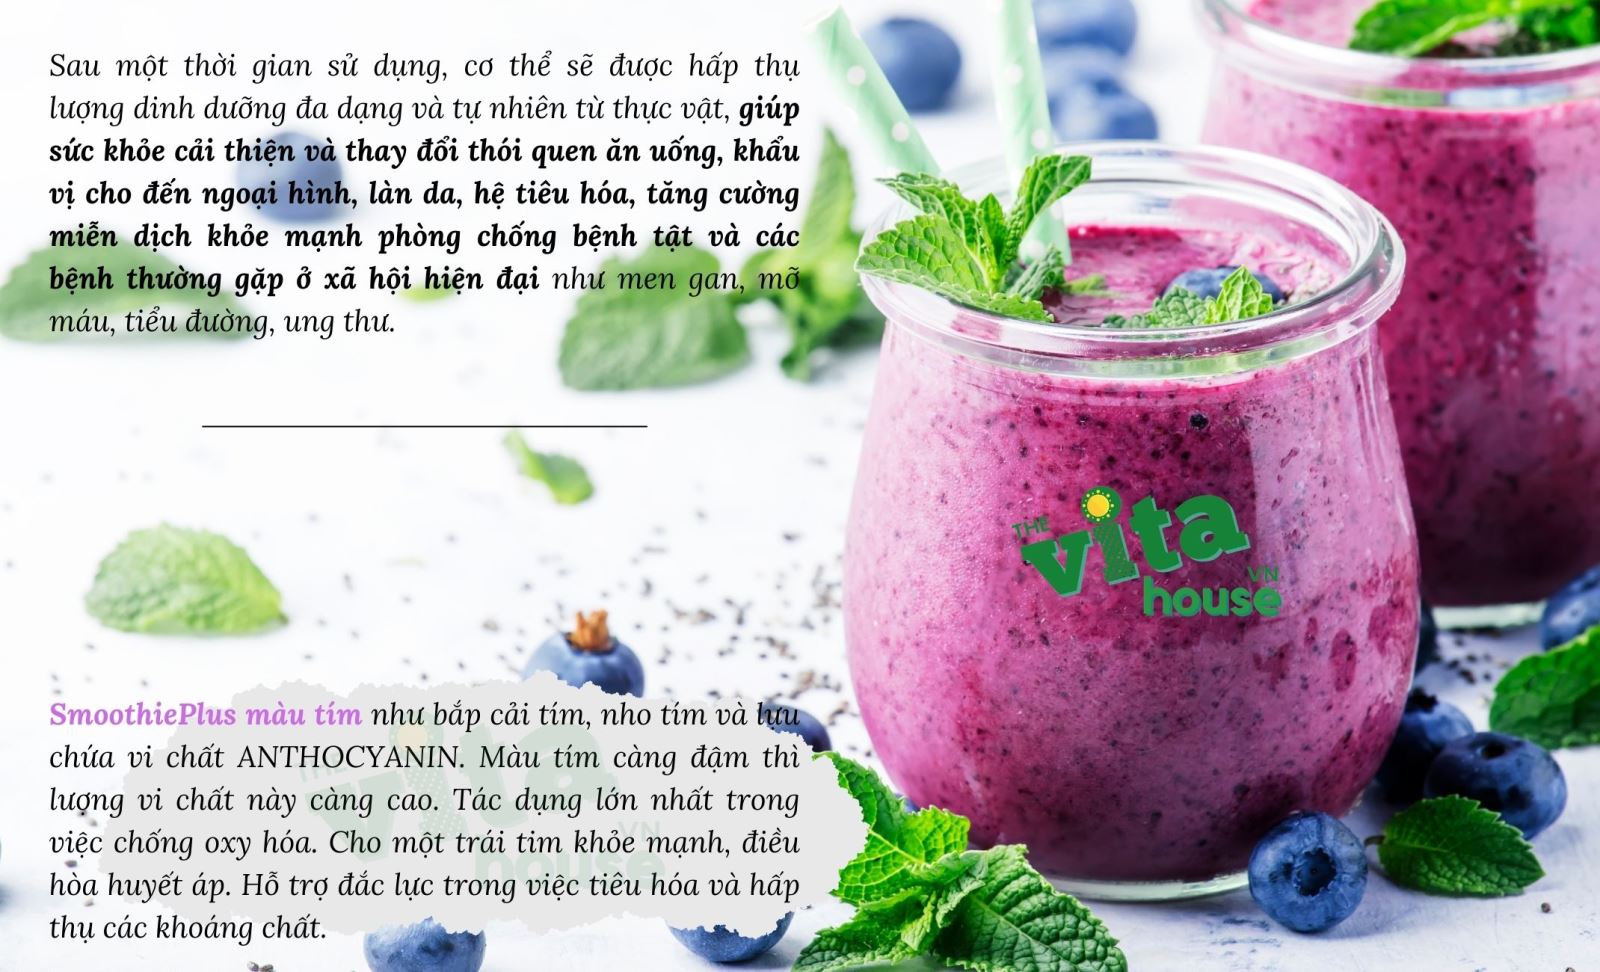 Sau một thời gian sử dụng, cơ thể sẽ được hấp thụ
lượng dinh dưỡng đa dạng và tự nhiên từ thực vật, giúp
sức khỏe cải thiện và thay đổi thói quen ăn uống, khẩu
vị cho đến ngoại hình, làn da, hệ tiêu hóa, tăng cường
miễn dịch khỏe mạnh phòng chống bệnh tật và các
bệnh thường gặp ở xã hội hiện đại như men gan, mỡ
máu, tiểu đường, ung thư.
THE
vita
VN
house
SmoothiePlus màu tím như bắp cải tím, nho tím và lựu
chứa vi chất ANTHOCYANIN. Màu tím càng đậm thì
lượng vi chất này càng cao. Tác dụng lớn nhất trong
việc chống oxy hóa. Cho một trái tim khỏe mạnh, điều
hòa huyết áp. Hỗ trợ đắc lực trong việc tiêu hóa và hấp
thụ các khoáng chất.
THE
vita
VN
house